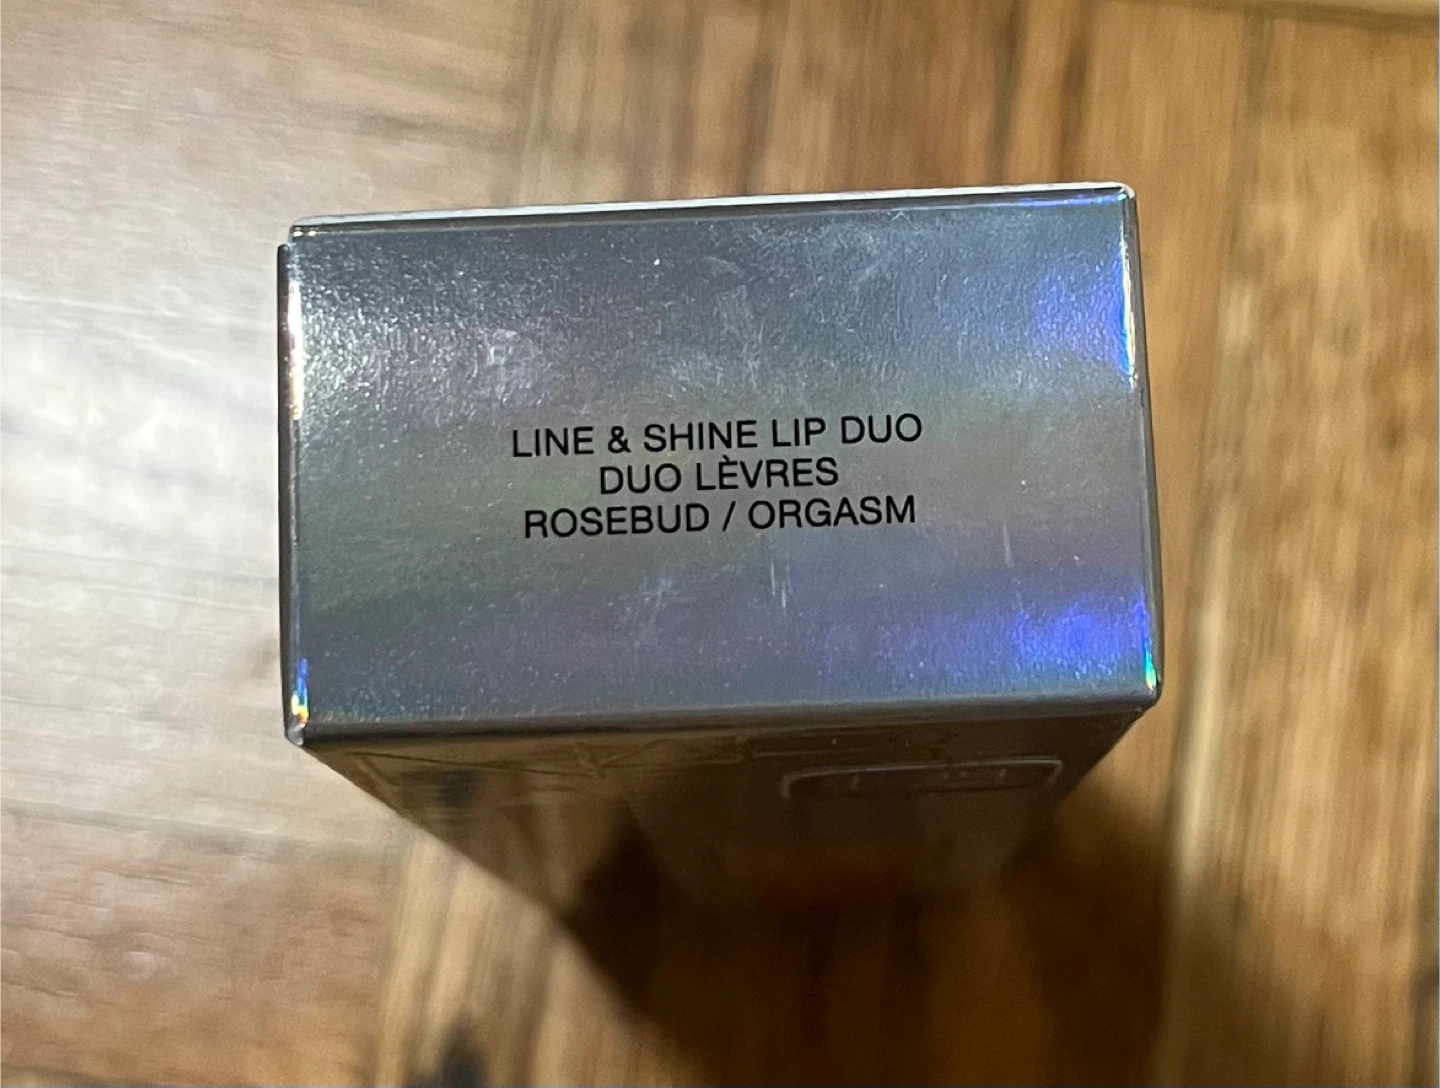 LINE & SHINE LIP DUO
DUO LÈVRES
ROSEBUD / ORGASM